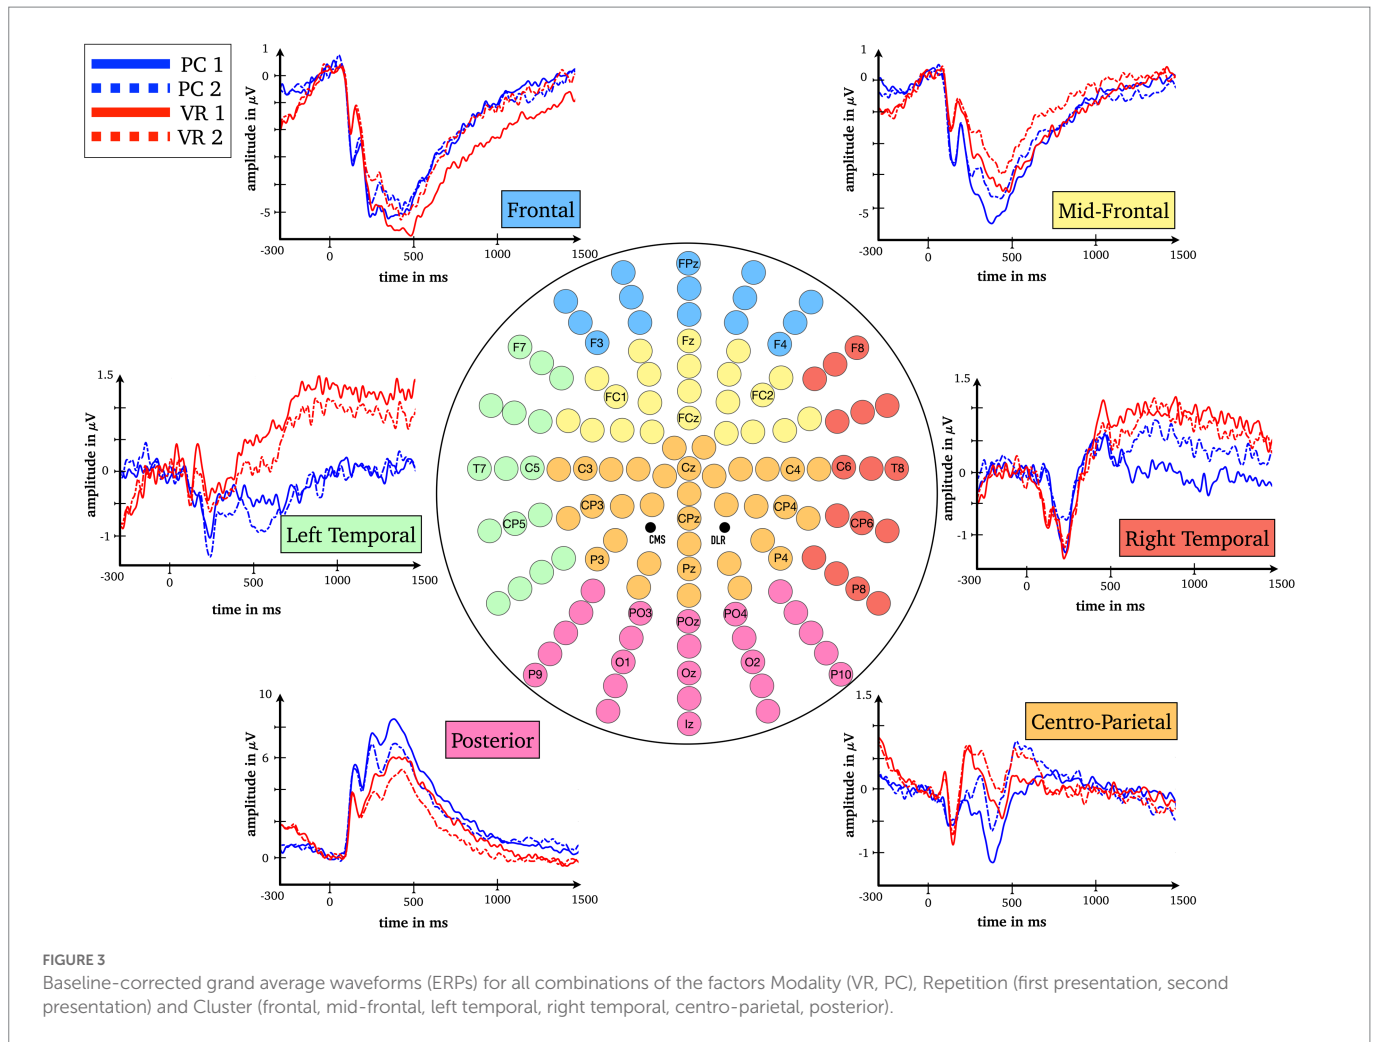 PC 1
PC 2
VR 1
VR 2
1
0
-5
amplitude in μV
-300
0
500
1000
1500
time in ms
Frontal
1
0
-5
amplitude in μV
-300
0
500
1000
1500
time in ms
Mid-Frontal
1.5
0
-1
amplitude in μV
-300
0
500
1000
1500
time in ms
Left Temporal
1.5
0
-1
amplitude in μV
-300
0
500
1000
1500
time in ms
Right Temporal
FPz
F3
Fz
F4
F7
F8
FC1
FC2
FCz
T7
C5
C3
Cz
C4
C6
T8
CP5
CP3
CPz
CP4
CP6
CMS
DLR
P3
Pz
P4
P8
PO3
POz
PO4
P9
O1
Oz
O2
P10
Iz
10
6
0
amplitude in μV
-300
0
500
1000
1500
time in ms
Posterior
1.5
0
-1
amplitude in μV
-300
0
500
1000
1500
time in ms
Centro-Parietal
FIGURE 3
Baseline-corrected grand average waveforms (ERPs) for all combinations of the factors Modality (VR, PC), Repetition (first presentation, second
presentation) and Cluster (frontal, mid-frontal, left temporal, right temporal, centro-parietal, posterior).